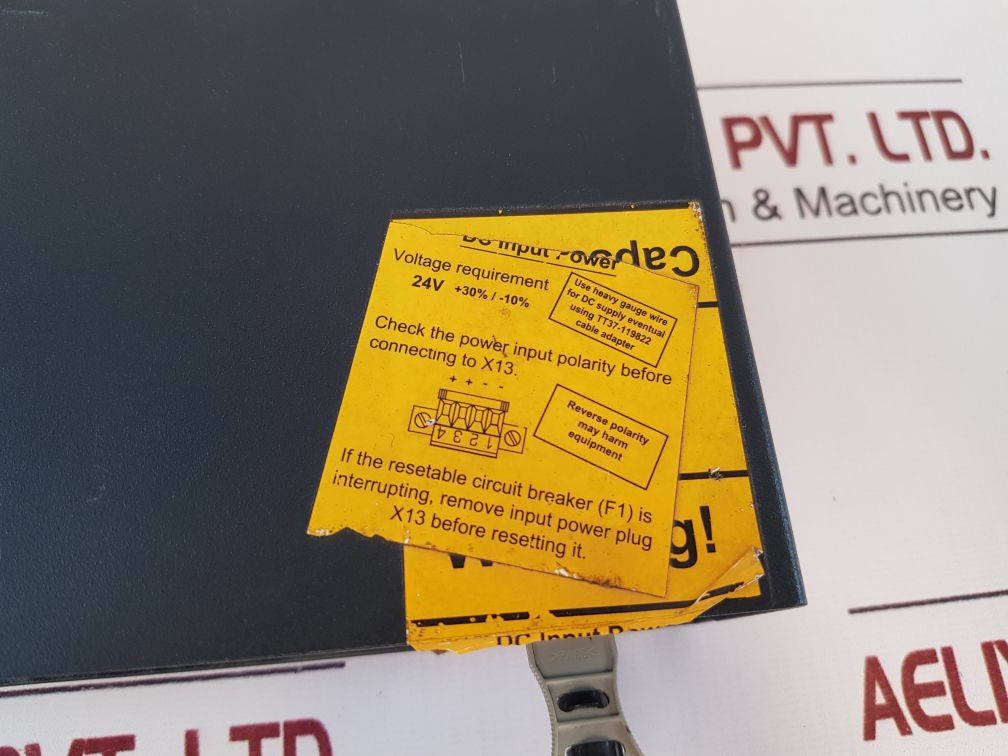 PVT. LTD.
& Machinery
DC Input Power
Voltage requirement
24V +30% / -10%
Use heavy gauge wire
for DC supply eventual
using TT37-119822
cable adapter
Check the power input polarity before
connecting to X13.
+ + - -
4 3 2 1
Reverse polarity
may harm
equipment
If the resetable circuit breaker (F1) is
interrupting, remove input power plug
X13 before resetting it.
Caps
g!
DC Input
AELIY
PVT. LTD